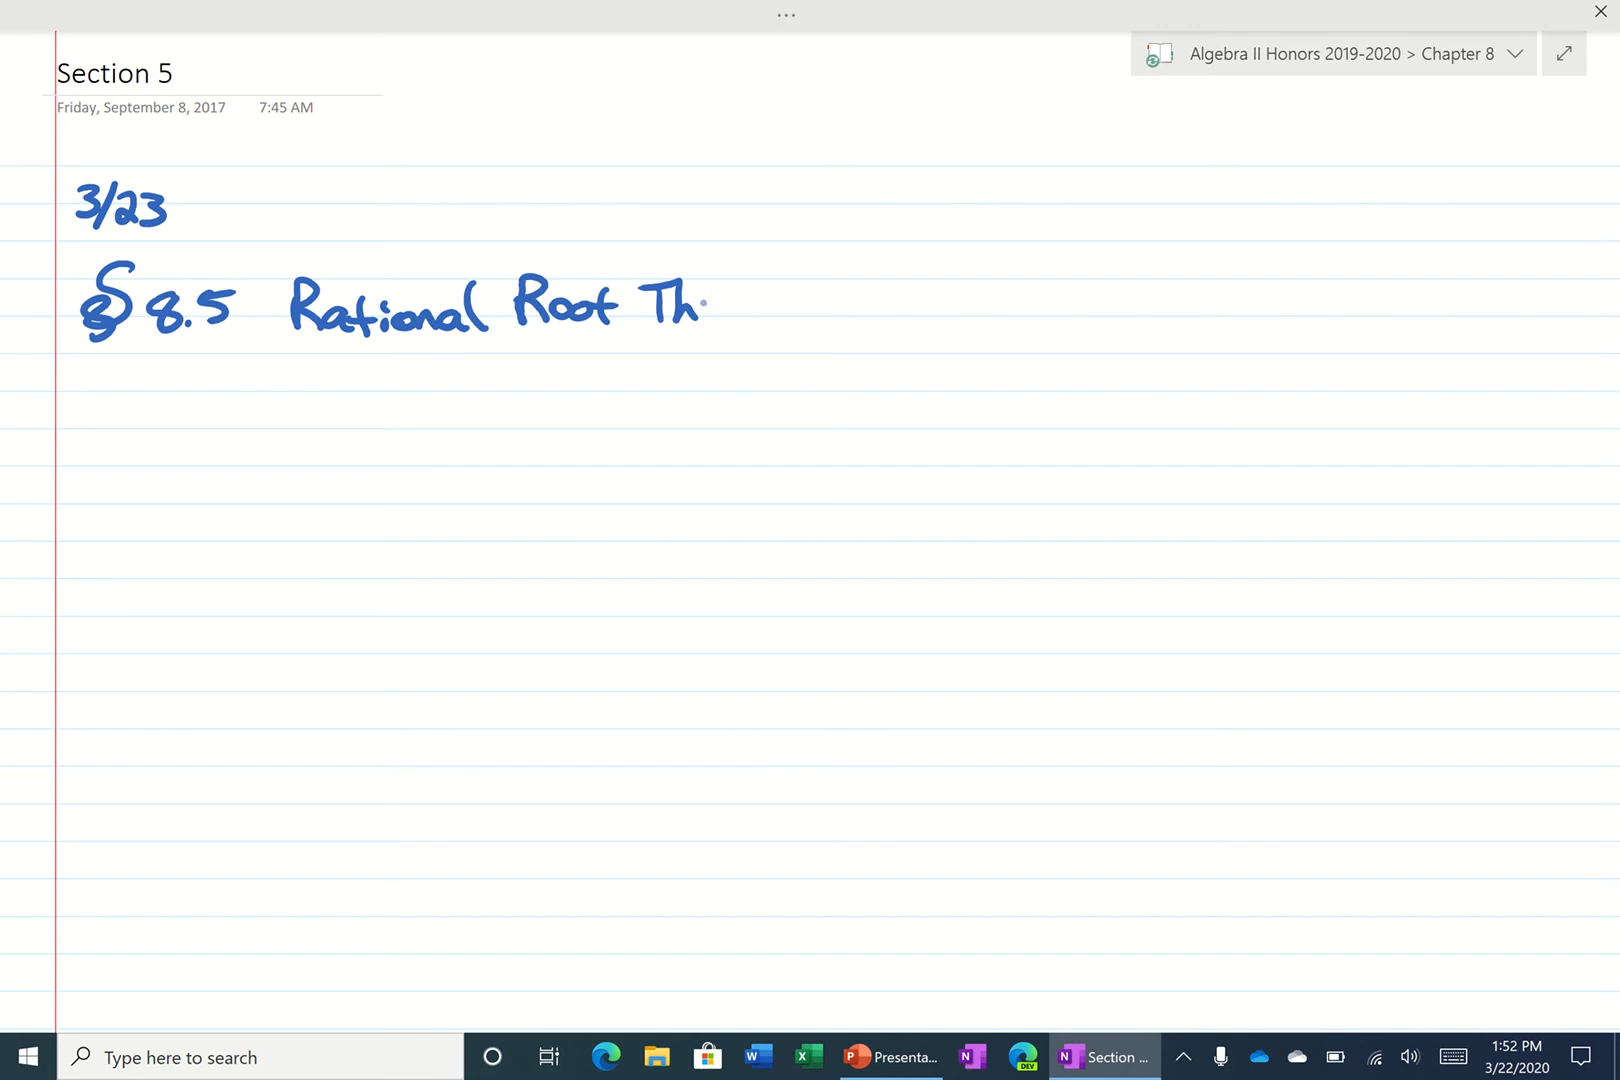 Algebra II Honors 2019-2020 > Chapter 8
Section 5
Friday, September 8, 2017 7:45 AM
3/23
§ 8.5 Rational Root Th
Type here to search
Presenta...
DEV
Section ...
1:52 PM
3/22/2020